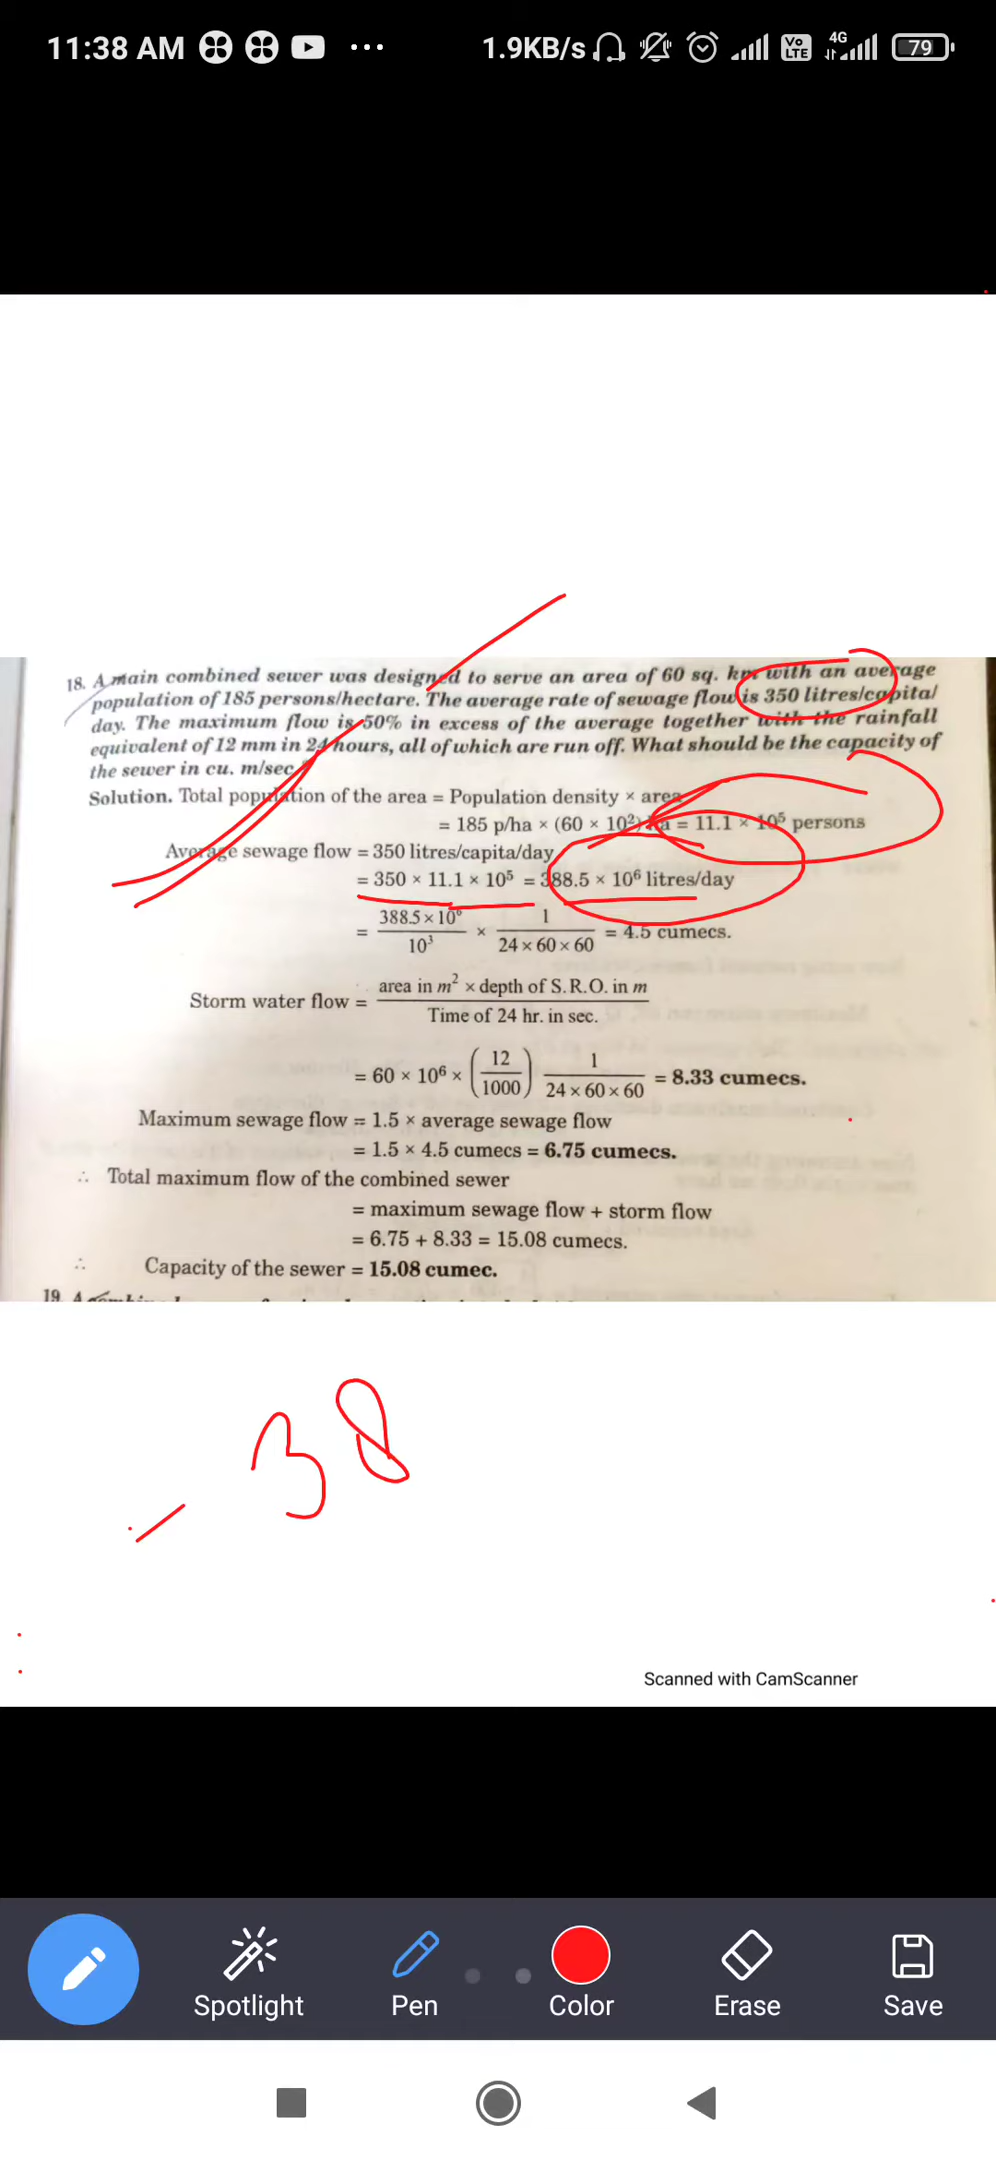 11:38 AM ... 1.9KB/s Vo LTE 4G 79
18. A main combined sewer was designed to serve an area of 60 sq. km with an average
population of 185 persons/hectare. The average rate of sewage flow is 350 litres/capita/
day. The maximum flow is 50% in excess of the average together with the rainfall
equivalent of 12 mm in 24 hours, all of which are run off. What should be the capacity of
the sewer in cu. m/sec
Solution. Total population of the area = Population density × area
= 185 p/ha × (60 × 10²) ha = 11.1 × 10⁵ persons
Average sewage flow = 350 litres/capita/day
= 350 × 11.1 × 10⁵ = 388.5 × 10⁶ litres/day
= 388.5 × 10⁶ / 10³ × 1 / 24 × 60 × 60 = 4.5 cumecs.
Storm water flow = area in m² × depth of S.R.O. in m / Time of 24 hr. in sec.
= 60 × 10⁶ × (12 / 1000) 1 / 24 × 60 × 60 = 8.33 cumecs.
Maximum sewage flow = 1.5 × average sewage flow
= 1.5 × 4.5 cumecs = 6.75 cumecs.
∴ Total maximum flow of the combined sewer
= maximum sewage flow + storm flow
= 6.75 + 8.33 = 15.08 cumecs.
∴ Capacity of the sewer = 15.08 cumec.
19. A
38
Scanned with CamScanner
Spotlight Pen Color Erase Save